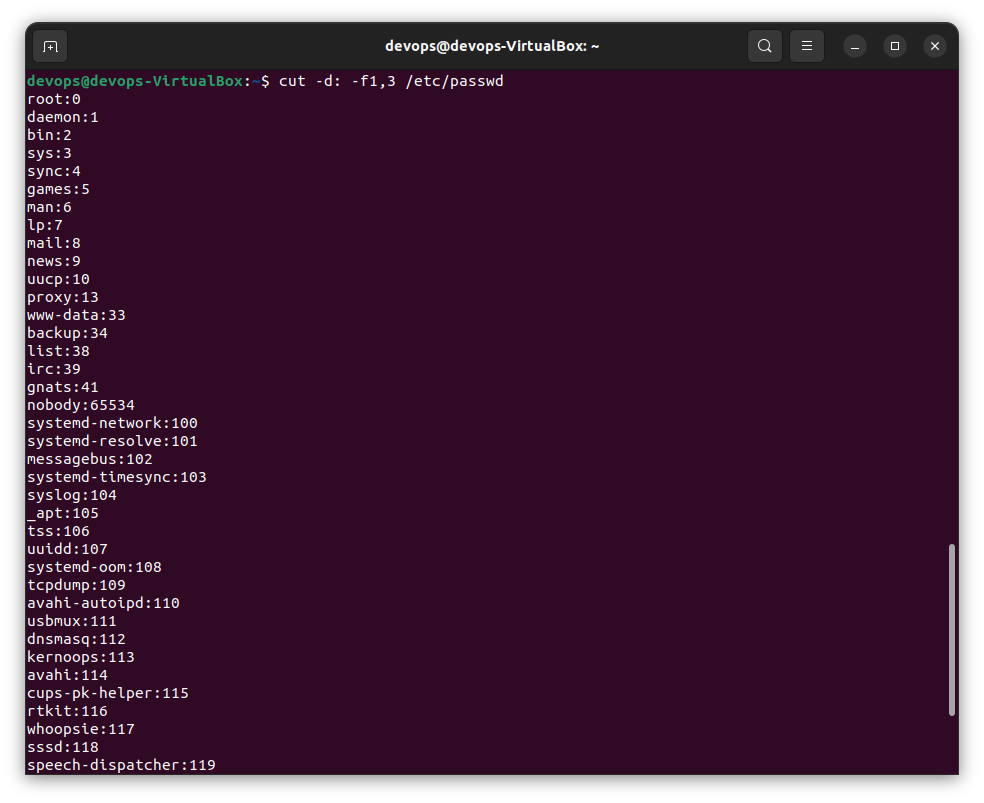 devops@devops-VirtualBox: ~
devops@devops-VirtualBox:~$ cut -d: -f1,3 /etc/passwd
root:0
daemon:1
bin:2
sys:3
sync:4
games:5
man:6
lp:7
mail:8
news:9
uucp:10
proxy:13
www-data:33
backup:34
list:38
irc:39
gnats:41
nobody:65534
systemd-network:100
systemd-resolve:101
messagebus:102
systemd-timesync:103
syslog:104
_apt:105
tss:106
uuidd:107
systemd-oom:108
tcpdump:109
avahi-autoipd:110
usbmux:111
dnsmasq:112
kernoops:113
avahi:114
cups-pk-helper:115
rtkit:116
whoopsie:117
sssd:118
speech-dispatcher:119